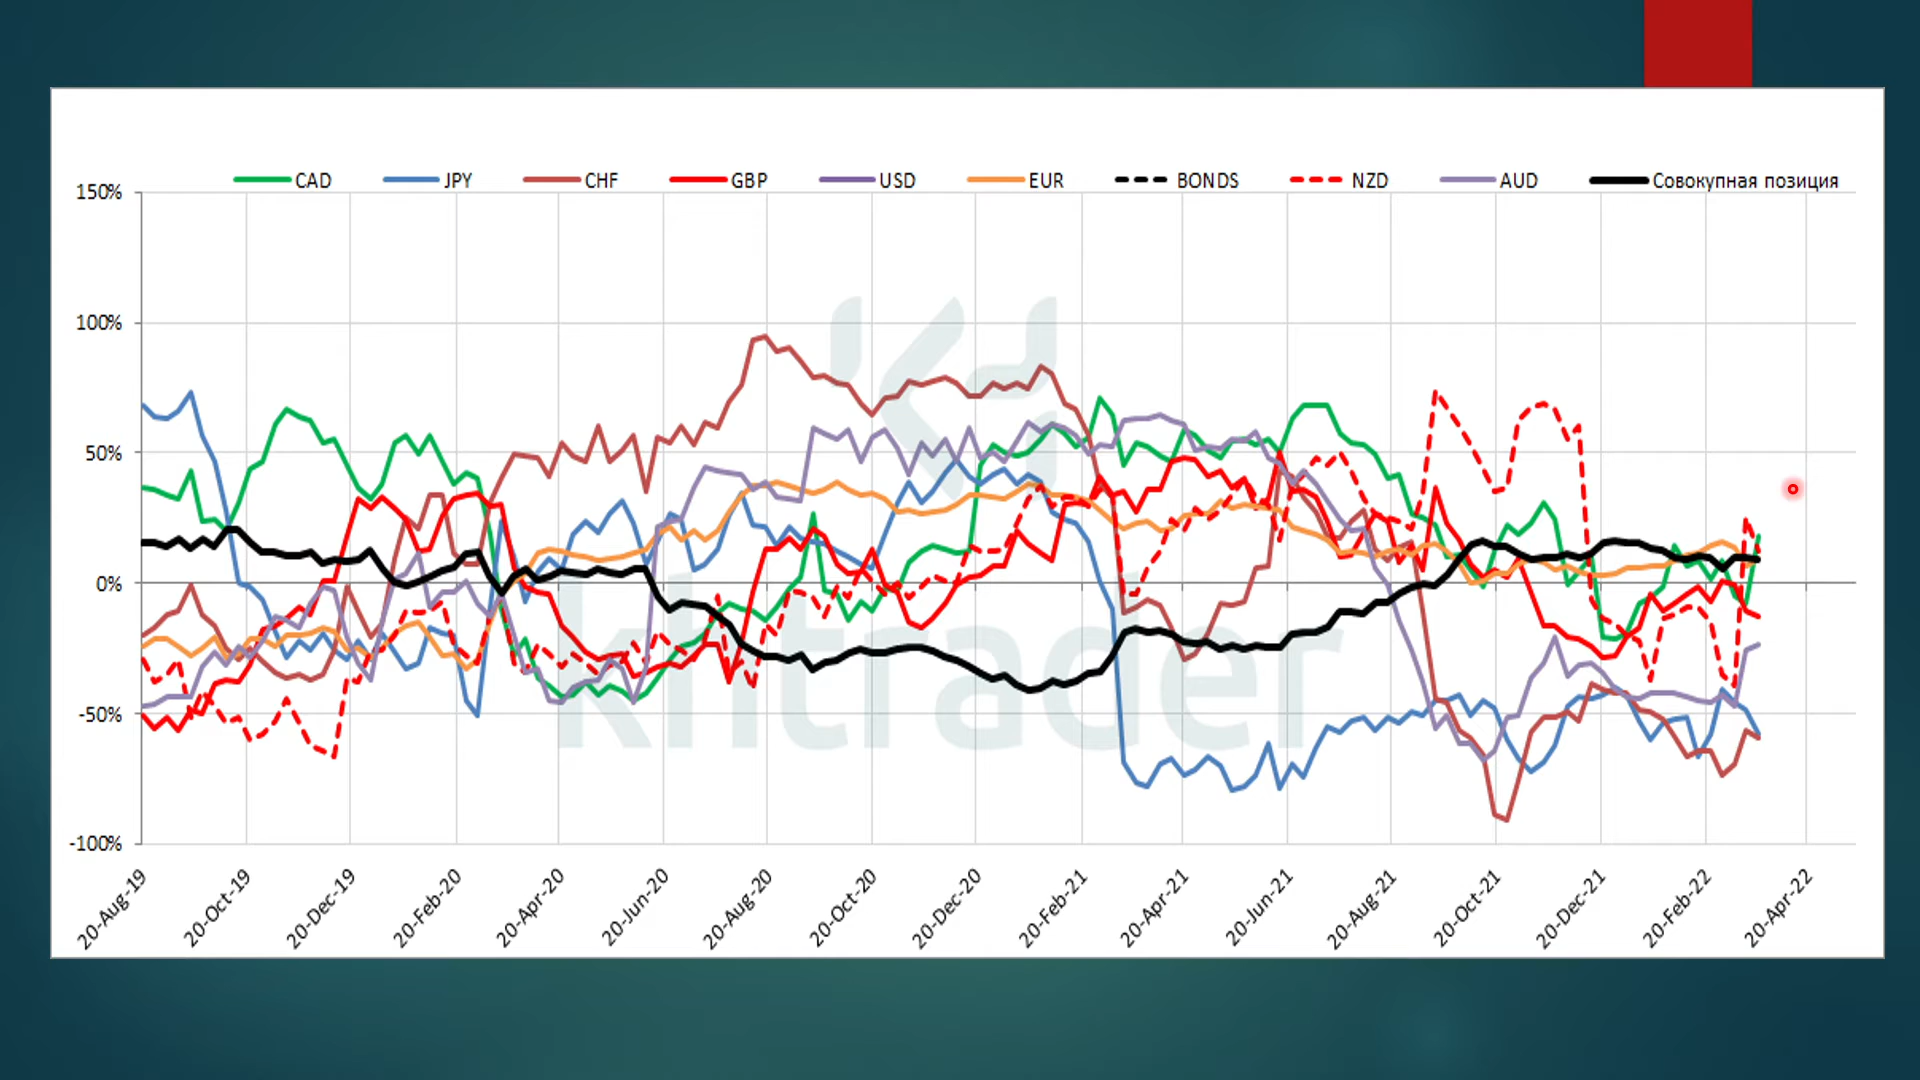 CAD JPY CHF GBP USD EUR BONDS NZD AUD Совокупная позиция
150%
100%
50%
0%
-50%
-100%
khtrader
20-Aug-19 20-Oct-19 20-Dec-19 20-Feb-20 20-Apr-20 20-Jun-20 20-Aug-20 20-Oct-20 20-Dec-20 20-Feb-21 20-Apr-21 20-Jun-21 20-Aug-21 20-Oct-21 20-Dec-21 20-Feb-22 20-Apr-22